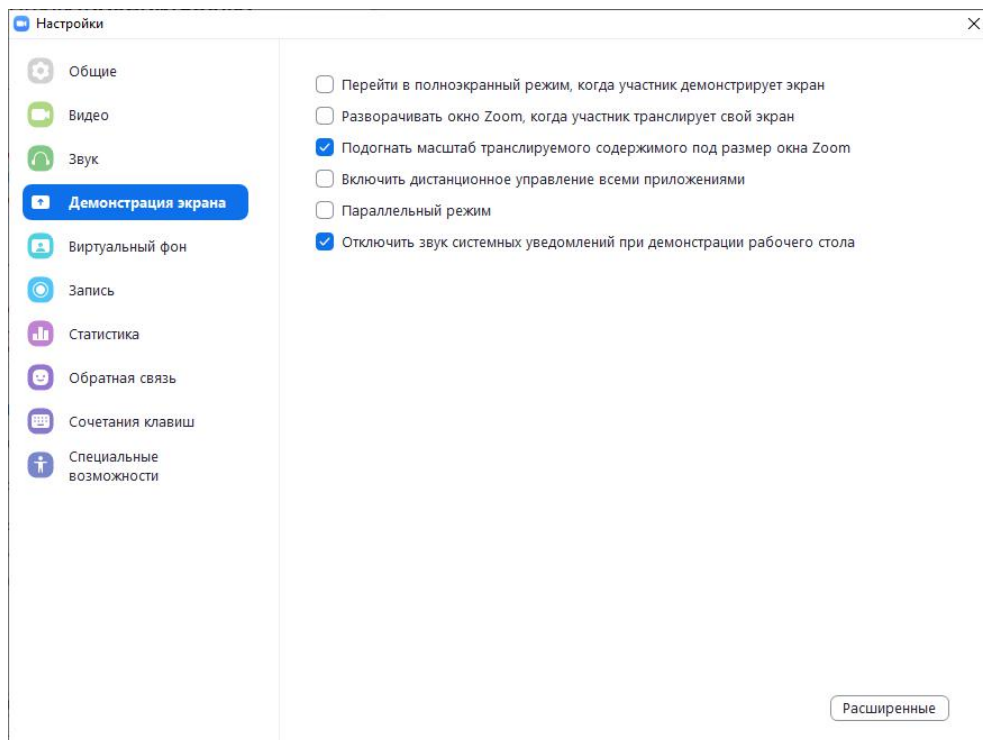 Настройки
Общие
Видео
Звук
Демонстрация экрана
Виртуальный фон
Запись
Статистика
Обратная связь
Сочетания клавиш
Специальные
возможности
Перейти в полноэкранный режим, когда участник демонстрирует экран
Разворачивать окно Zoom, когда участник транслирует свой экран
Подогнать масштаб транслируемого содержимого под размер окна Zoom
Включить дистанционное управление всеми приложениями
Параллельный режим
Отключить звук системных уведомлений при демонстрации рабочего стола
Расширенные